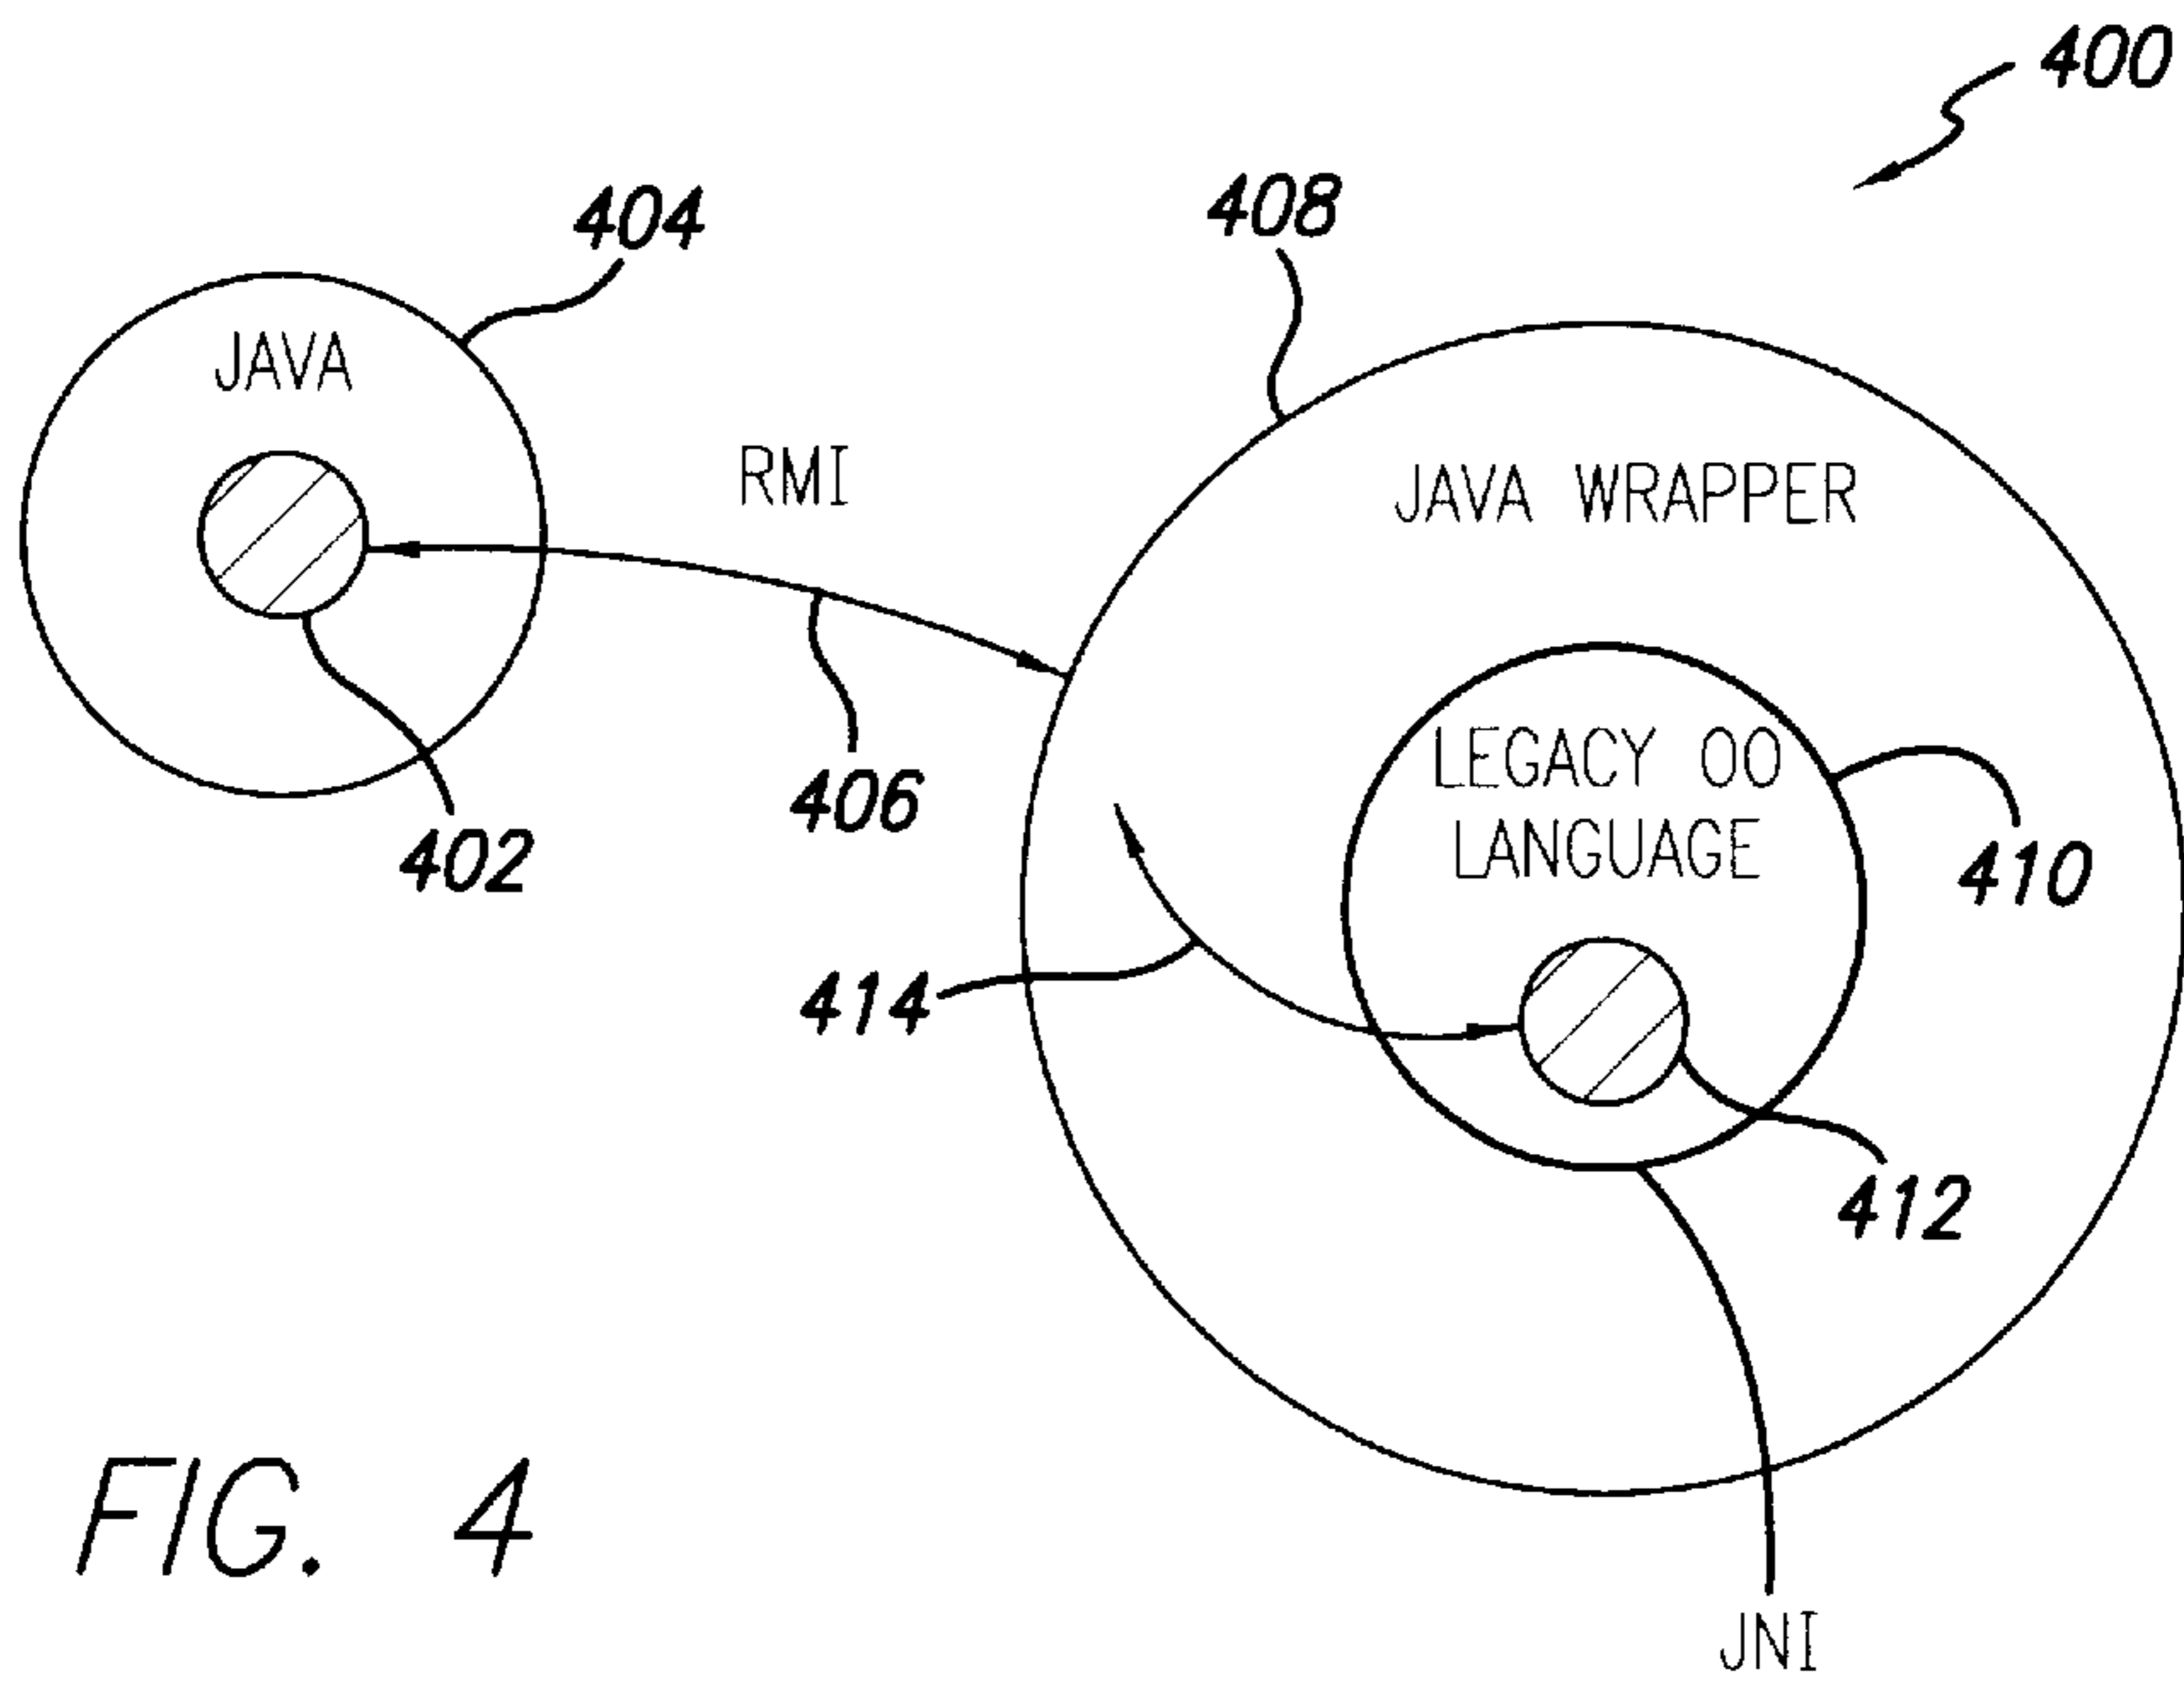 400
404
408
JAVA
RMI
JAVA WRAPPER
LEGACY OO
LANGUAGE
406
402
410
414
412
FIG. 4
JNI